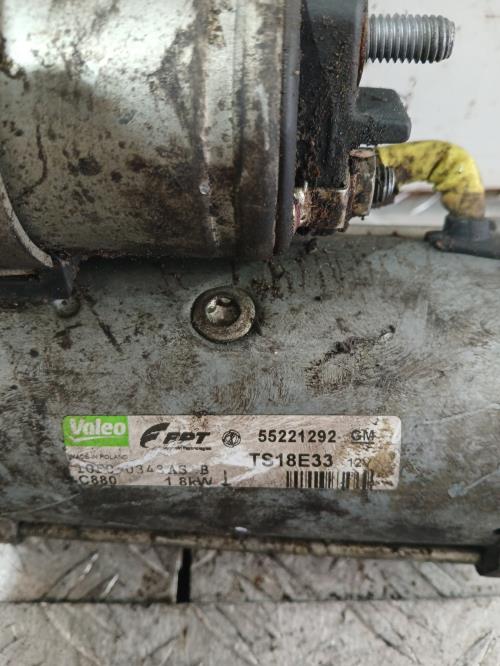 Valeo FPT 55221292 GM
MADE IN POLAND TS18E33 12V
C880 1.8kW